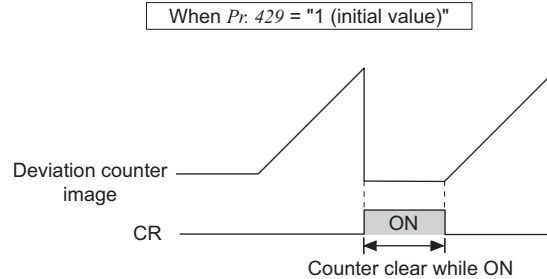 When Pr. 429 = "1 (initial value)"
Deviation counter
image
ON
CR
Counter clear while ON